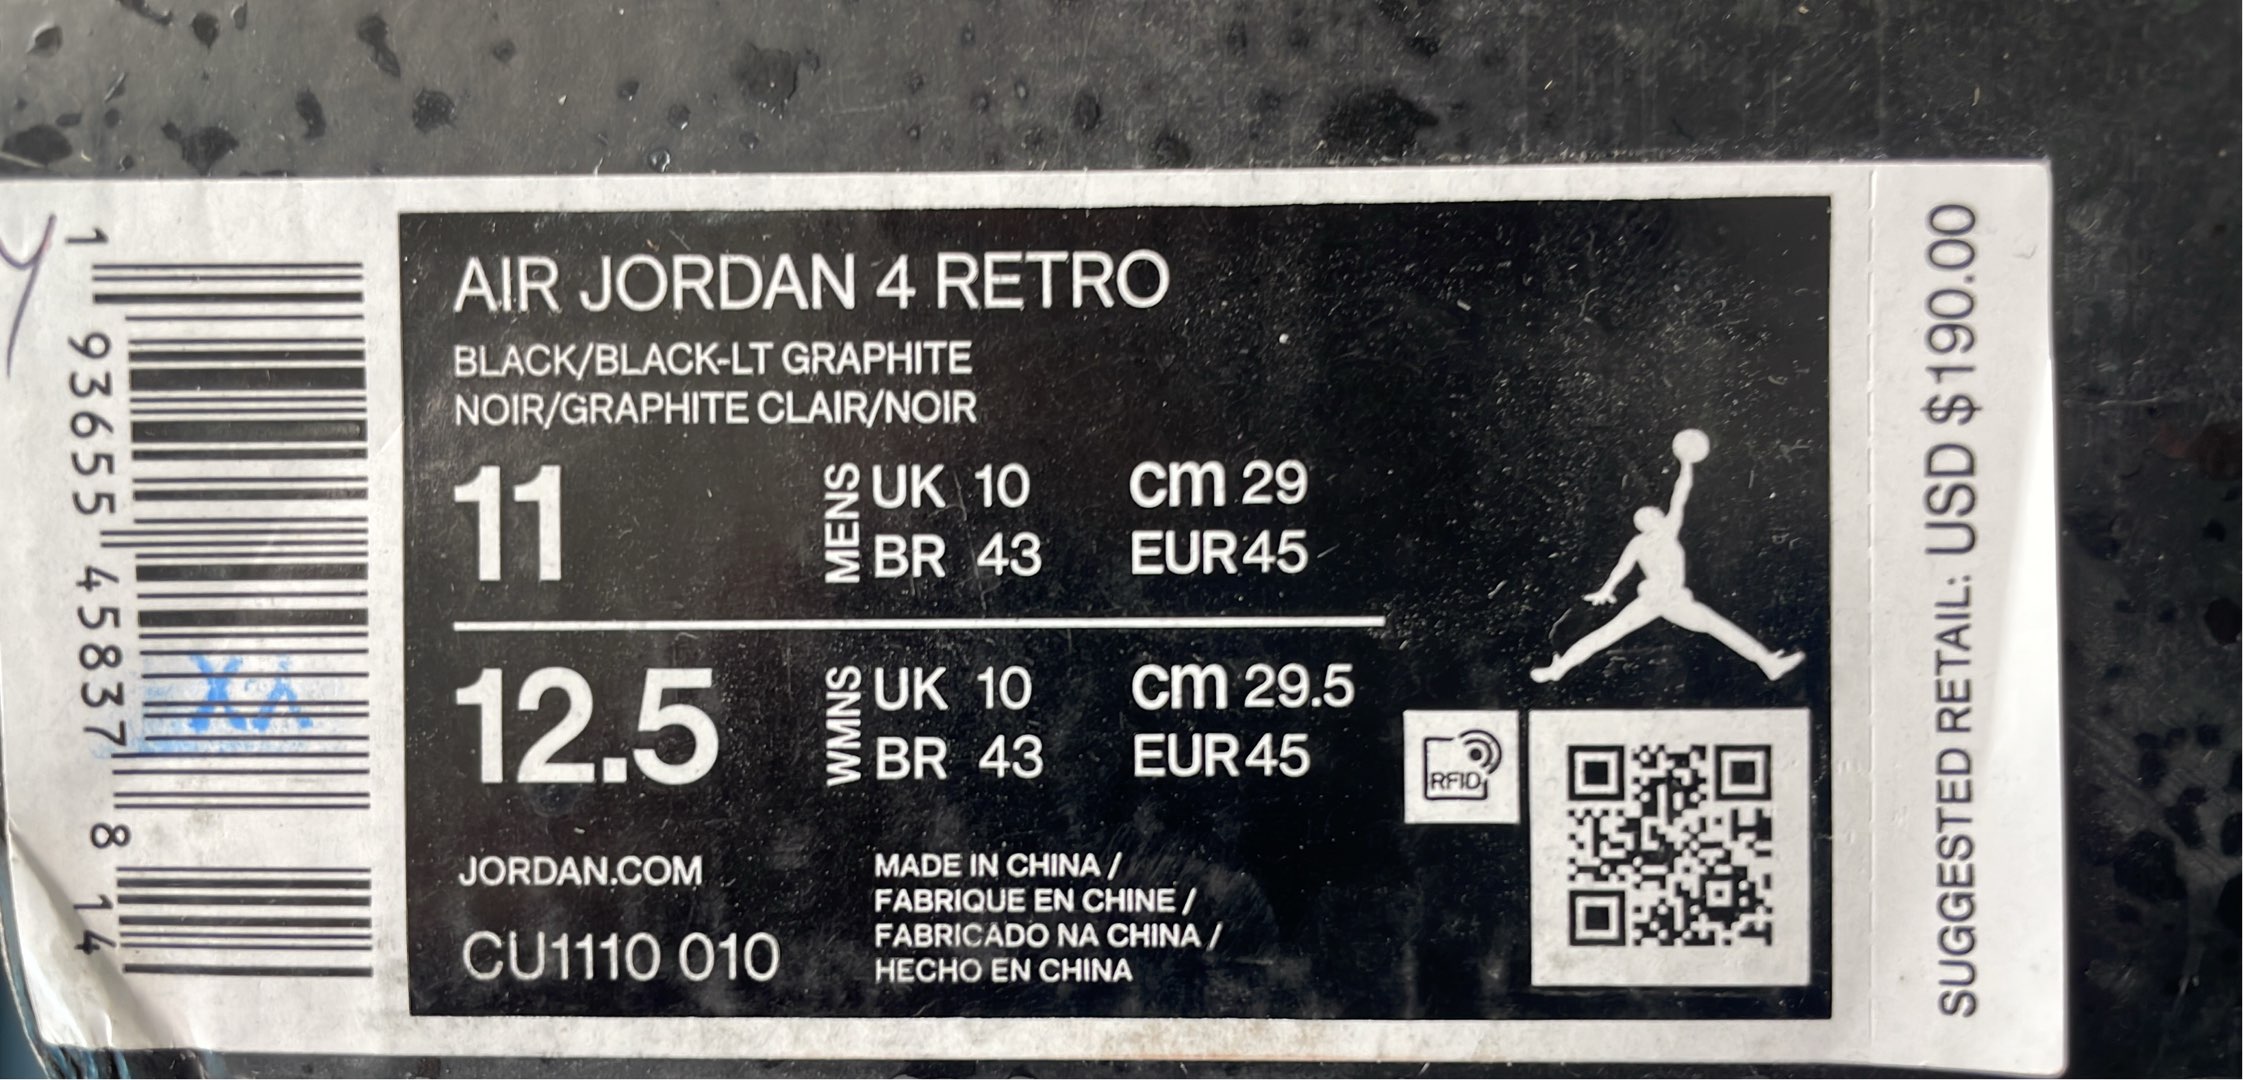 1 93655 45837 8 14
AIR JORDAN 4 RETRO
BLACK/BLACK-LT GRAPHITE
NOIR/GRAPHITE CLAIR/NOIR
11 MENS UK 10 cm 29
BR 43 EUR 45
12.5 WMNS UK 10 cm 29.5
BR 43 EUR 45
RFID
JORDAN.COM
CU1110 010
MADE IN CHINA /
FABRIQUE EN CHINE /
FABRICADO NA CHINA /
HECHO EN CHINA
SUGGESTED RETAIL: USD $190.00